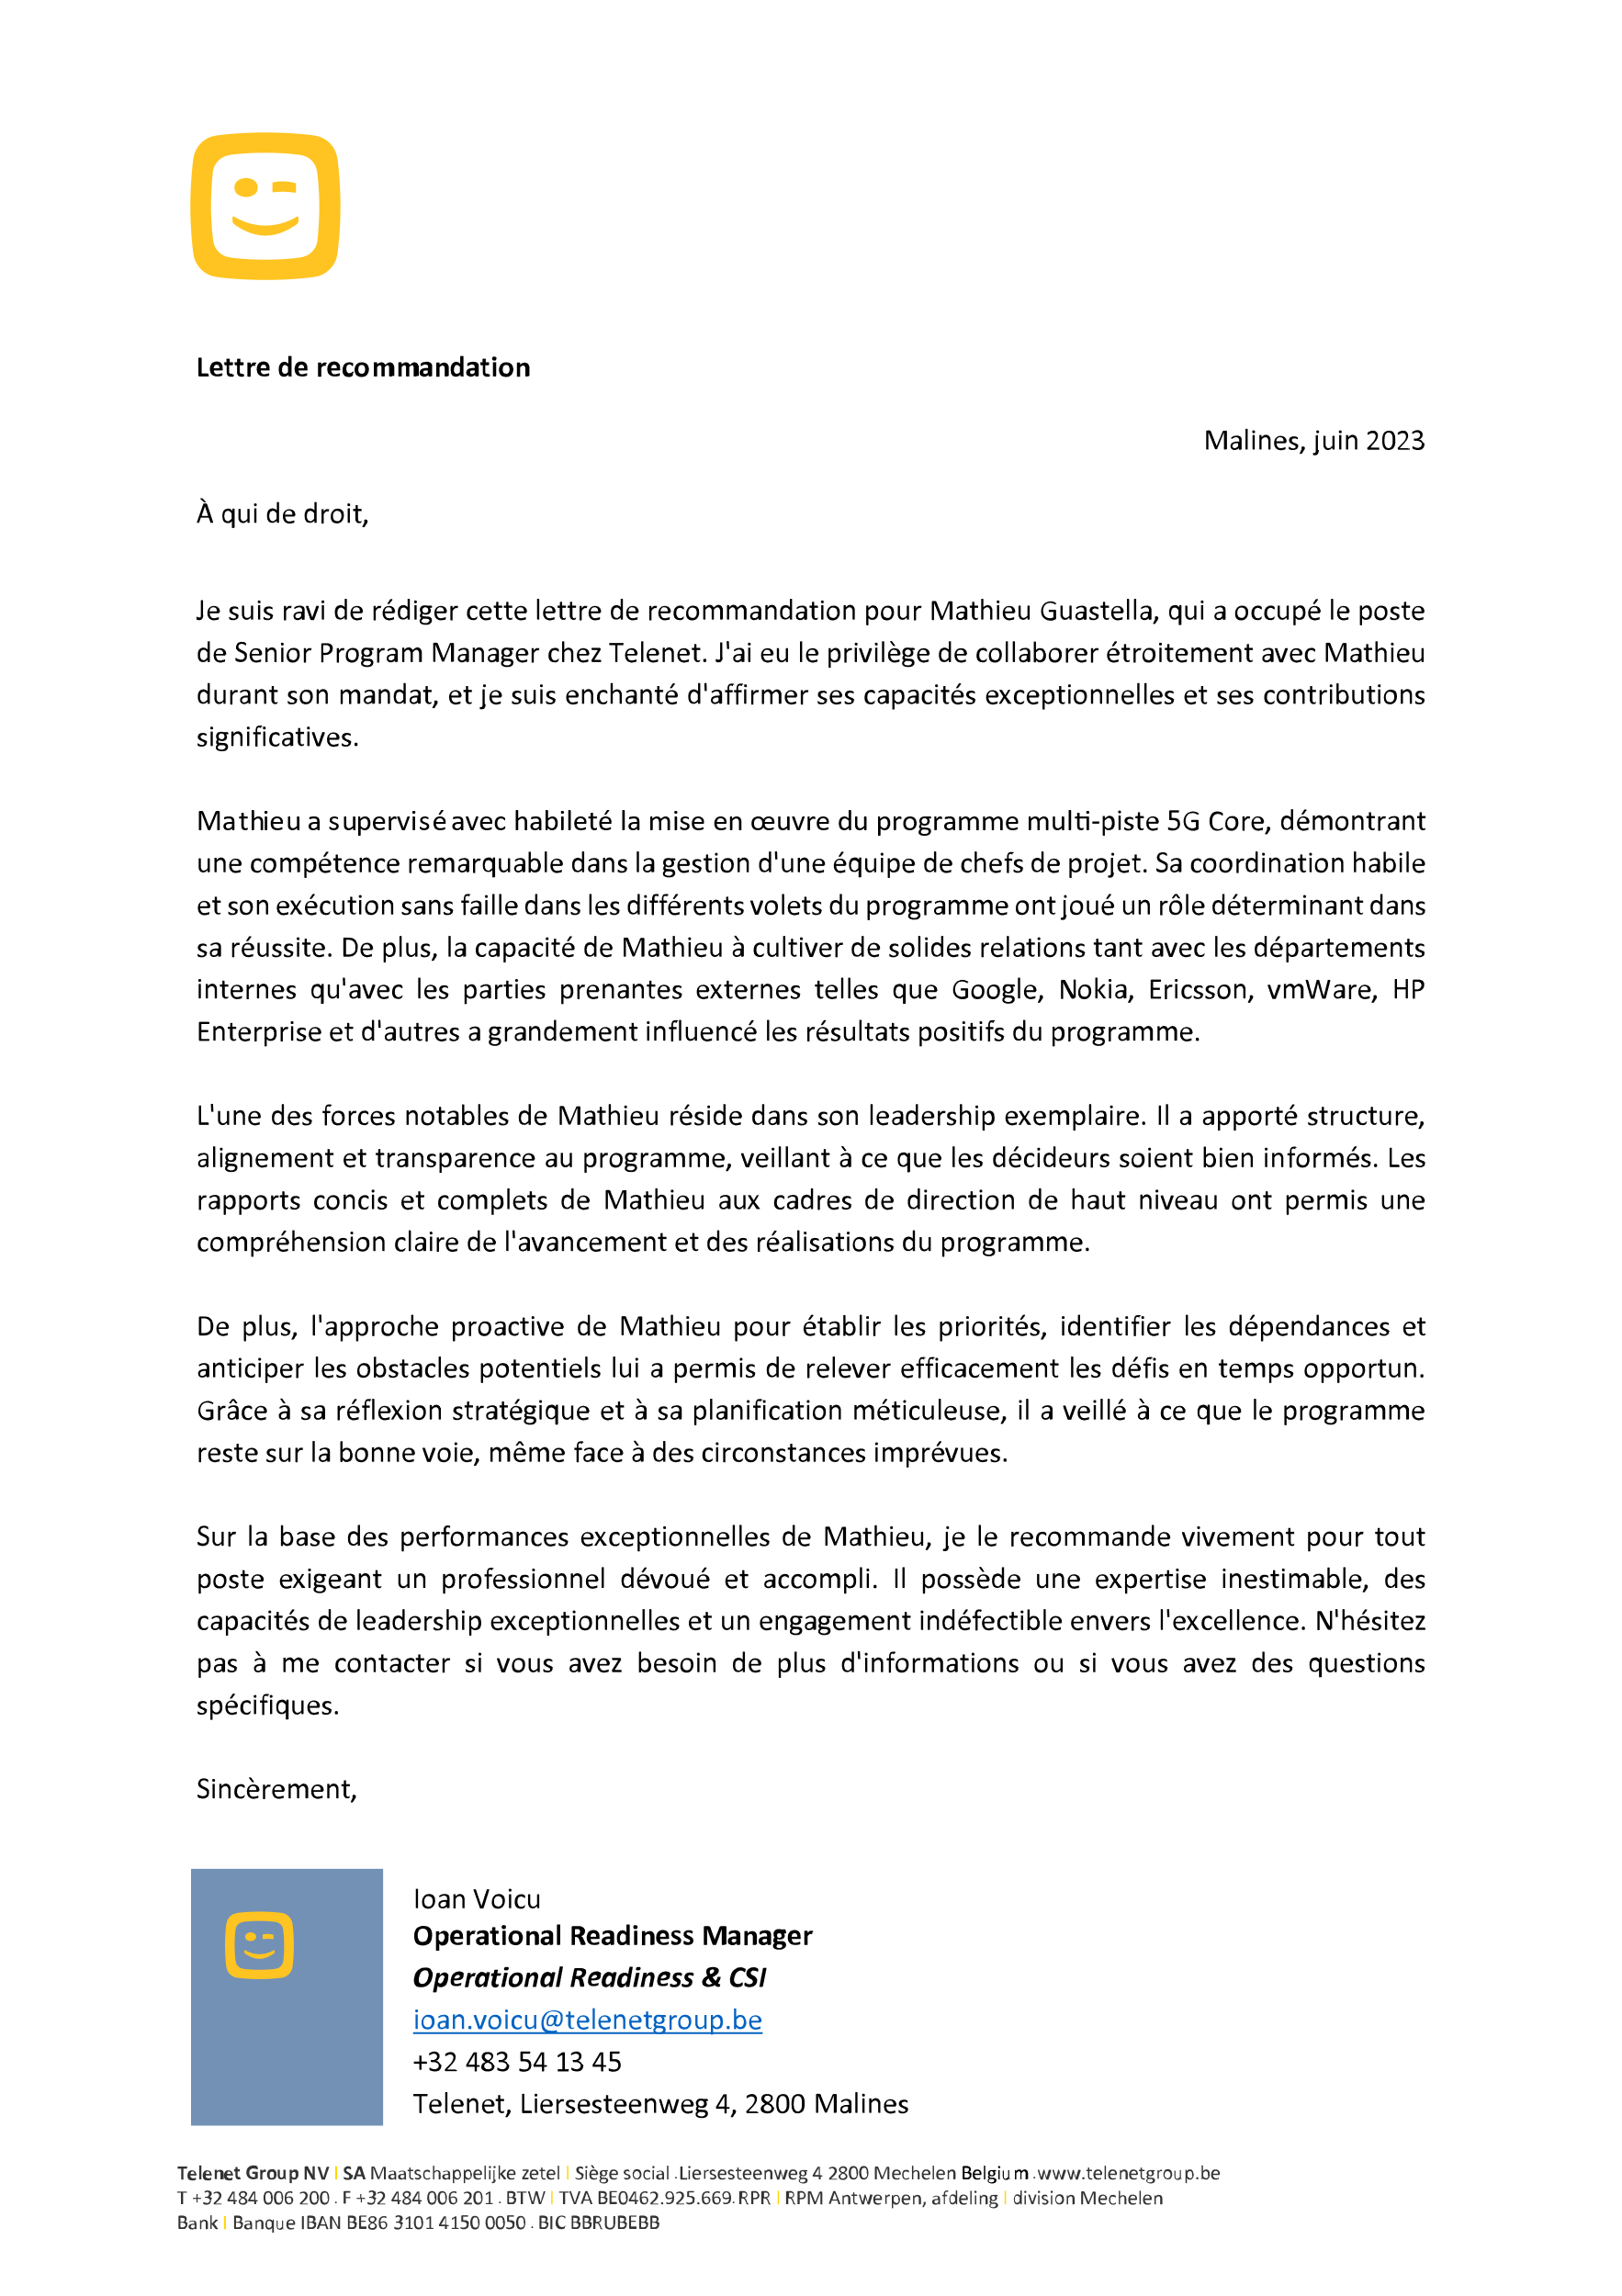 Lettre de recommandation
Malines, juin 2023
À qui de droit,
Je suis ravi de rédiger cette lettre de recommandation pour Mathieu Guastella, qui a occupé le poste
de Senior Program Manager chez Telenet. J'ai eu le privilège de collaborer étroitement avec Mathieu
durant son mandat, et je suis enchanté d'affirmer ses capacités exceptionnelles et ses contributions
significatives.
Mathieu a supervisé avec habileté la mise en œuvre du programme multi-piste 5G Core, démontrant
une compétence remarquable dans la gestion d'une équipe de chefs de projet. Sa coordination habile
et son exécution sans faille dans les différents volets du programme ont joué un rôle déterminant dans
sa réussite. De plus, la capacité de Mathieu à cultiver de solides relations tant avec les départements
internes qu'avec les parties prenantes externes telles que Google, Nokia, Ericsson, vmWare, HP
Enterprise et d'autres a grandement influencé les résultats positifs du programme.
L'une des forces notables de Mathieu réside dans son leadership exemplaire. Il a apporté structure,
alignement et transparence au programme, veillant à ce que les décideurs soient bien informés. Les
rapports concis et complets de Mathieu aux cadres de direction de haut niveau ont permis une
compréhension claire de l'avancement et des réalisations du programme.
De plus, l'approche proactive de Mathieu pour établir les priorités, identifier les dépendances et
anticiper les obstacles potentiels lui a permis de relever efficacement les défis en temps opportun.
Grâce à sa réflexion stratégique et à sa planification méticuleuse, il a veillé à ce que le programme
reste sur la bonne voie, même face à des circonstances imprévues.
Sur la base des performances exceptionnelles de Mathieu, je le recommande vivement pour tout
poste exigeant un professionnel dévoué et accompli. Il possède une expertise inestimable, des
capacités de leadership exceptionnelles et un engagement indéfectible envers l'excellence. N'hésitez
pas à me contacter si vous avez besoin de plus d'informations ou si vous avez des questions
spécifiques.
Sincèrement,
Ioan Voicu
Operational Readiness Manager
Operational Readiness & CSI
ioan.voicu@telenetgroup.be
+32 483 54 13 45
Telenet, Liersesteenweg 4, 2800 Malines
Telenet Group NV | SA Maatschappelijke zetel | Siège social . Liersesteenweg 4 2800 Mechelen Belgium . www.telenetgroup.be
T +32 484 006 200 . F +32 484 006 201 . BTW | TVA BE0462.925.669. RPR | RPM Antwerpen, afdeling | division Mechelen
Bank | Banque IBAN BE86 3101 4150 0050 . BIC BBRUBEBB